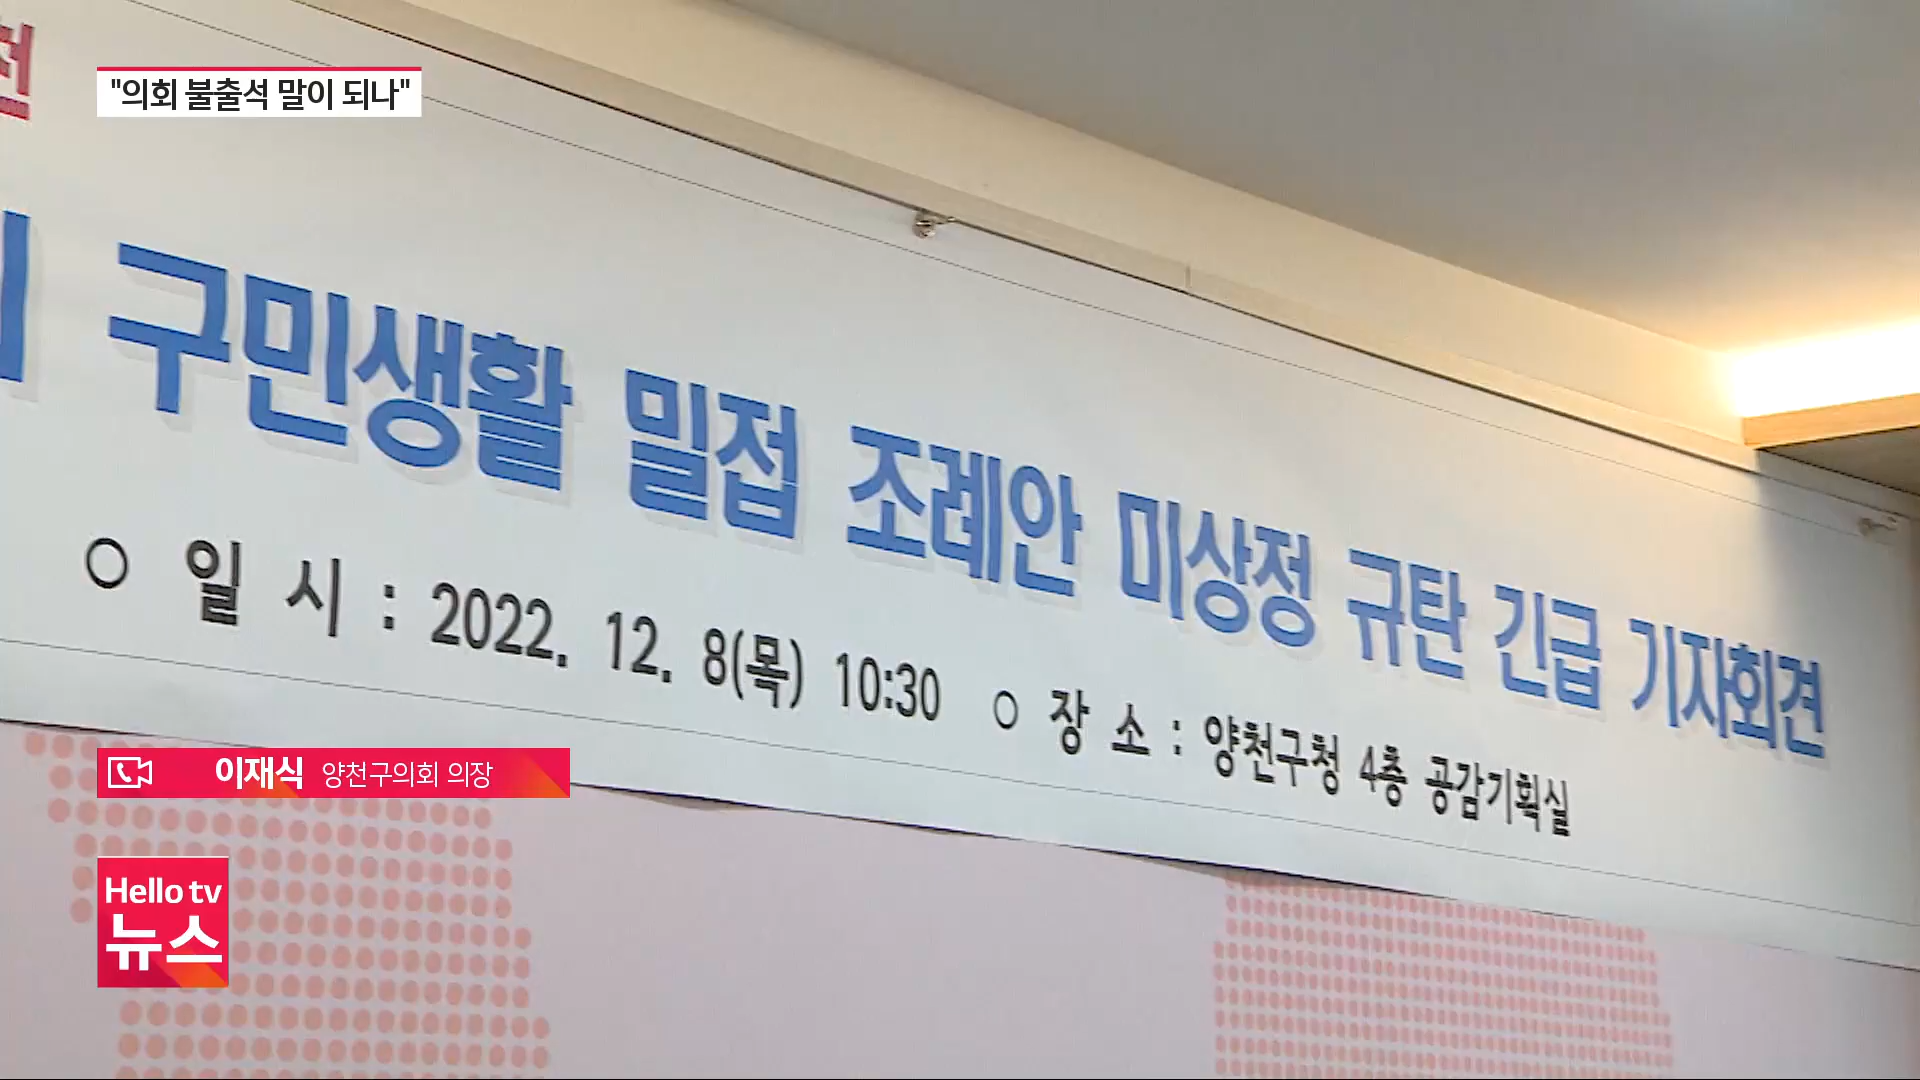 "의회 불출석 말이 되나"
구민생활 밀접 조례안 미상정 규탄 긴급 기자회견
○ 일 시 : 2022. 12. 8(목) 10:30 ○ 장 소 : 양천구청 4층 공감기획실
이재식 양천구의회 의장
Hello tv
뉴스